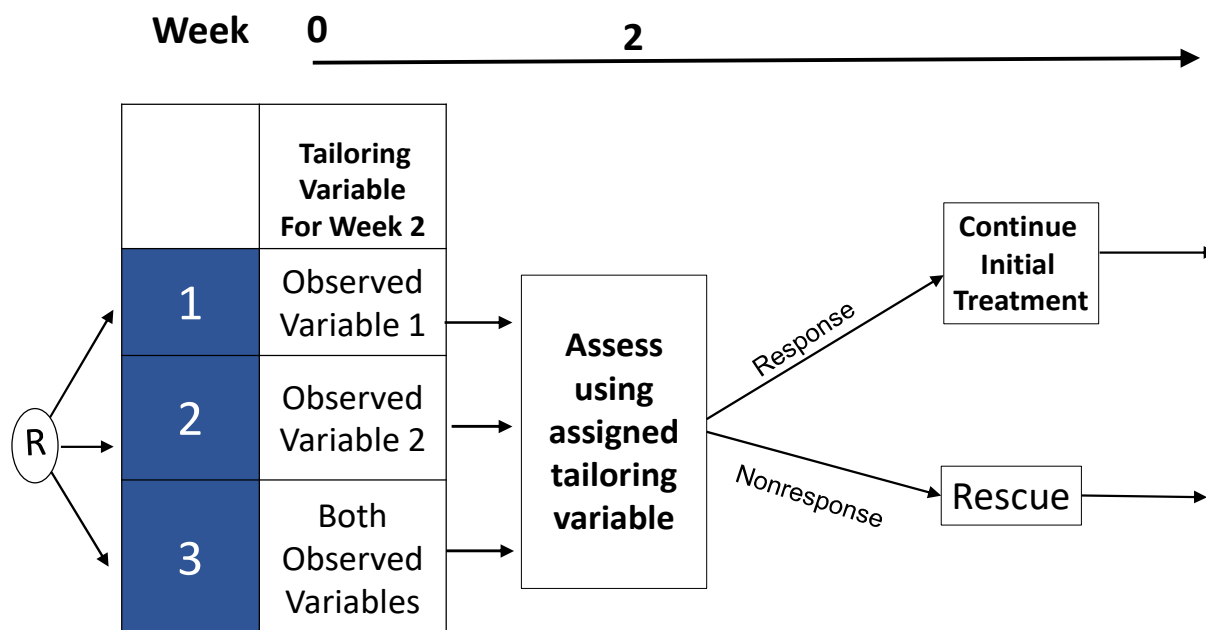 Week 0
2
Tailoring
Variable
For Week 2
1
Observed
Variable 1
2
Observed
Variable 2
3
Both
Observed
Variables
R
Assess
using
assigned
tailoring
variable
Response
Nonresponse
Continue
Initial
Treatment
Rescue